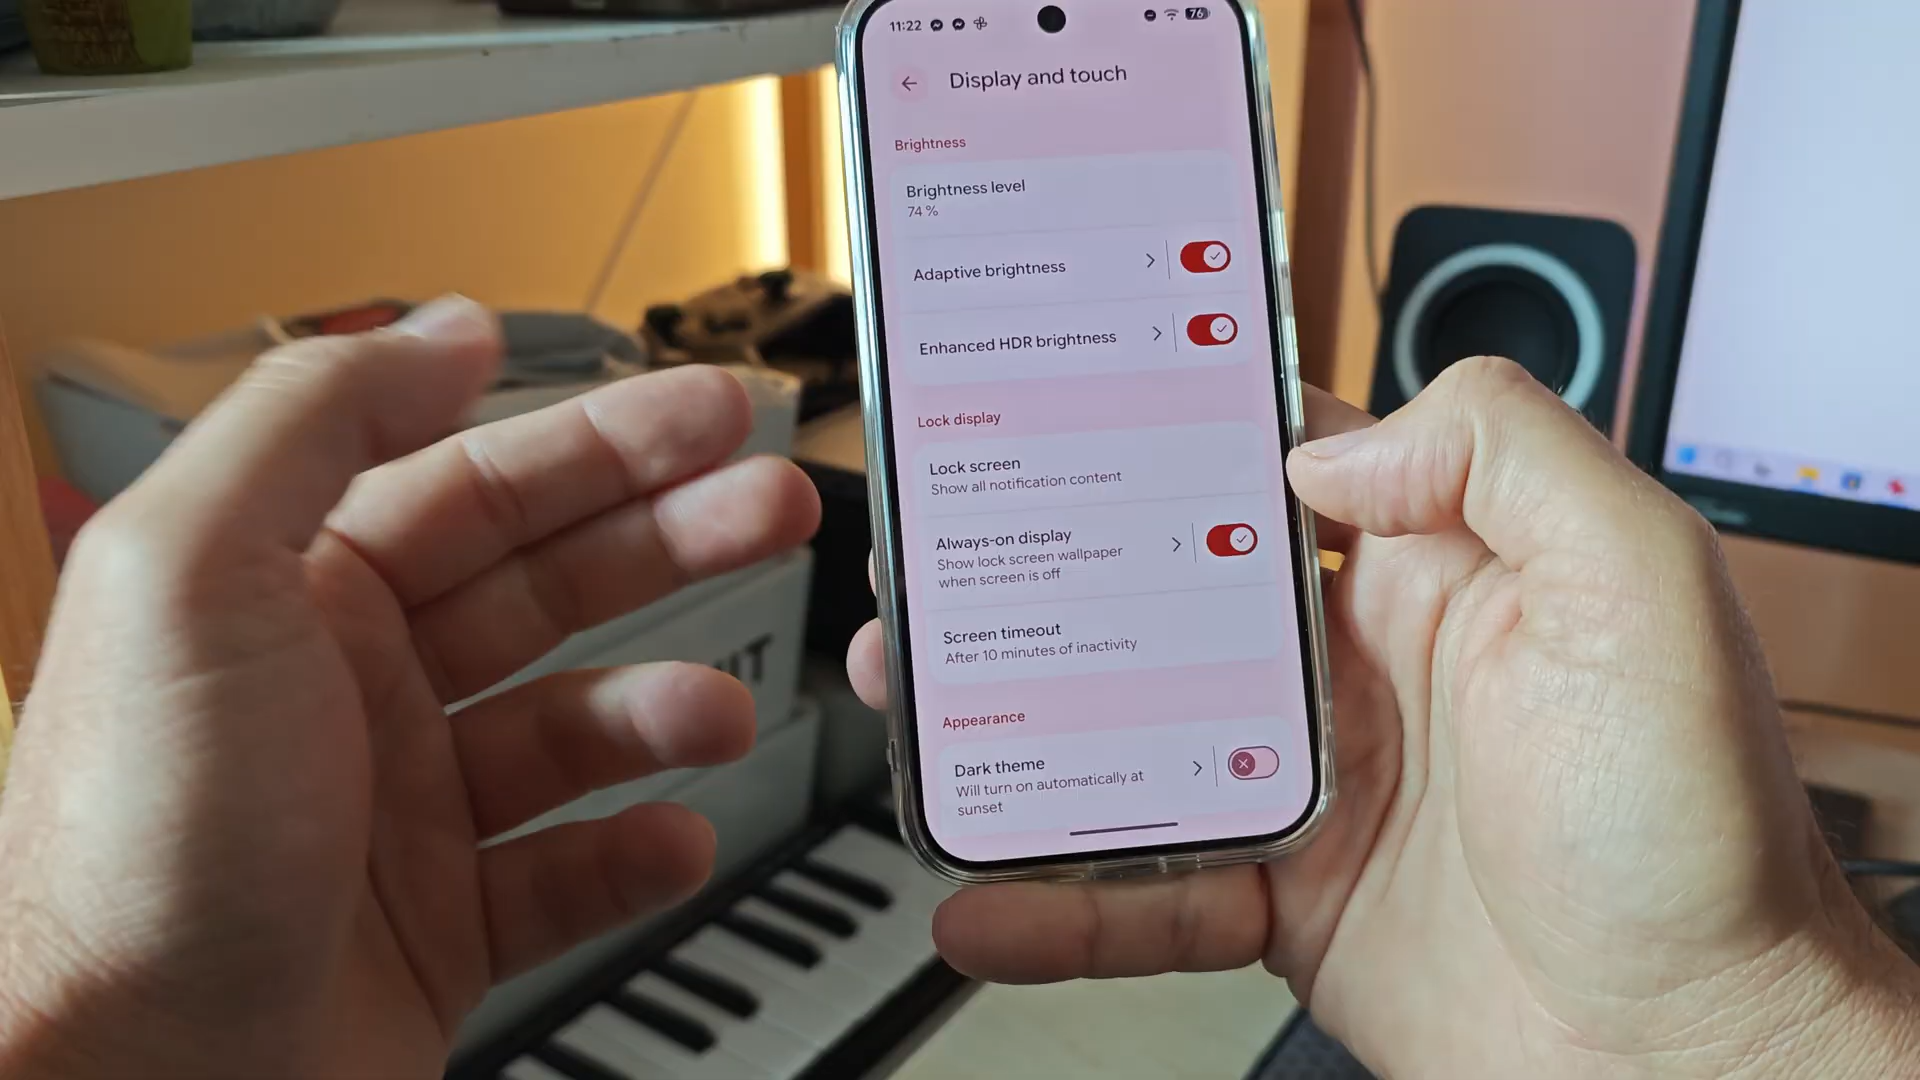 11:22
76
Display and touch
Brightness
Brightness level
74 %
Adaptive brightness
Enhanced HDR brightness
Lock display
Lock screen
Show all notification content
Always-on display
Show lock screen wallpaper
when screen is off
Screen timeout
After 10 minutes of inactivity
Appearance
Dark theme
Will turn on automatically at
sunset